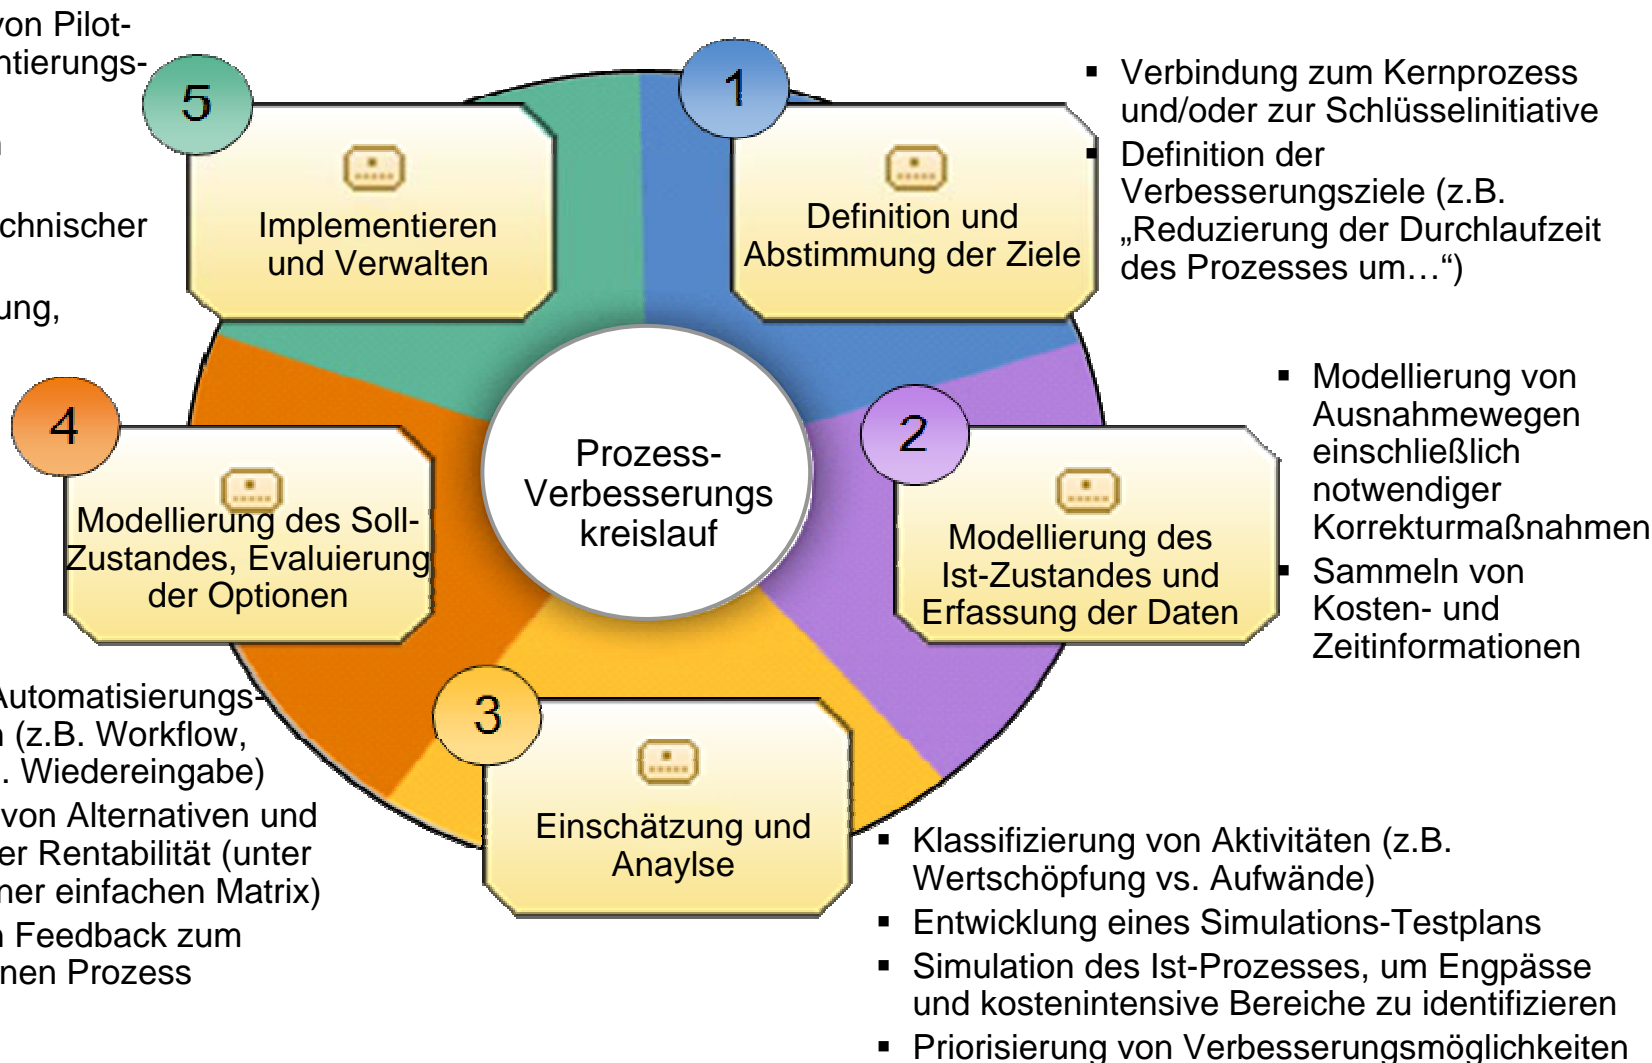 von Pilot-
ntierungs-
n
chnischer
ung,
5
Implementieren
und Verwalten
1
Definition und
Abstimmung der Ziele
▪ Verbindung zum Kernprozess
und/oder zur Schlüsselinitiative
▪ Definition der
Verbesserungsziele (z.B.
„Reduzierung der Durchlaufzeit
des Prozesses um…“)
Prozess-
Verbesserungs
kreislauf
2
Modellierung des
Ist-Zustandes und
Erfassung der Daten
▪ Modellierung von
Ausnahmewegen
einschließlich
notwendiger
Korrekturmaßnahmen
▪ Sammeln von
Kosten- und
Zeitinformationen
4
Modellierung des Soll-
Zustandes, Evaluierung
der Optionen
Automatisierungs-
n (z.B. Workflow,
. Wiedereingabe)
von Alternativen und
er Rentabilität (unter
ner einfachen Matrix)
n Feedback zum
nen Prozess
3
Einschätzung und
Anaylse
▪ Klassifizierung von Aktivitäten (z.B.
Wertschöpfung vs. Aufwände)
▪ Entwicklung eines Simulations-Testplans
▪ Simulation des Ist-Prozesses, um Engpässe
und kostenintensive Bereiche zu identifizieren
▪ Priorisierung von Verbesserungsmöglichkeiten